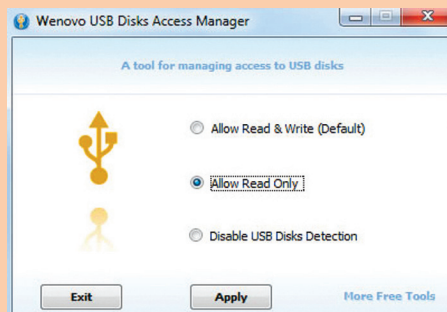 Wenovo USB Disks Access Manager
A tool for managing access to USB disks
Allow Read & Write (Default)
Allow Read Only
Disable USB Disks Detection
Exit
Apply
More Free Tools